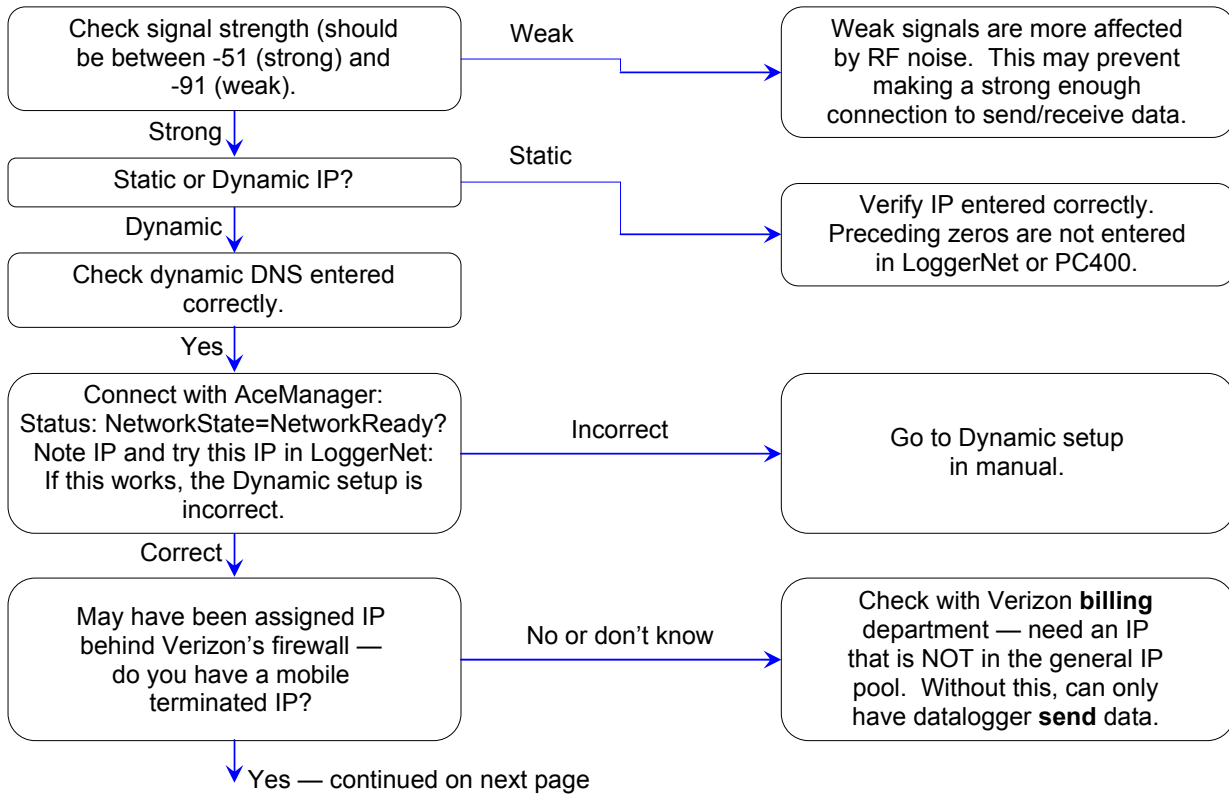 Check signal strength (should
be between -51 (strong) and
-91 (weak).
Weak
Weak signals are more affected
by RF noise.  This may prevent
making a strong enough
connection to send/receive data.
Strong
Static or Dynamic IP?
Static
Verify IP entered correctly.
Preceding zeros are not entered
in LoggerNet or PC400.
Dynamic
Check dynamic DNS entered
correctly.
Yes
Connect with AceManager:
Status: NetworkState=NetworkReady?
Note IP and try this IP in LoggerNet:
If this works, the Dynamic setup is
incorrect.
Incorrect
Go to Dynamic setup
in manual.
Correct
May have been assigned IP
behind Verizon’s firewall —
do you have a mobile
terminated IP?
No or don’t know
Check with Verizon billing
department — need an IP
that is NOT in the general IP
pool.  Without this, can only
have datalogger send data.
Yes — continued on next page